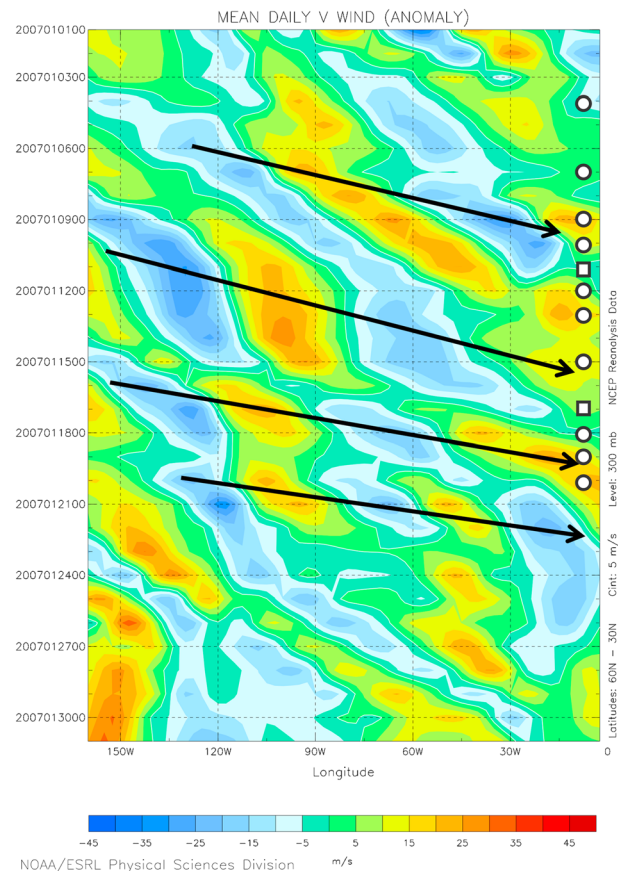 MEAN DAILY V WIND (ANOMALY)
2007010100
2007010300
2007010600
2007010900
2007011200
2007011500
2007011800
2007012100
2007012400
2007012700
2007013000
150W 120W 90W 60W 30W 0
Longitude
Latitudes: 60N – 30N Cint: 5 m/s Level: 300 mb NCEP Reanalysis Data
−45 −35 −25 −15 −5 5 15 25 35 45
m/s
NOAA/ESRL Physical Sciences Division